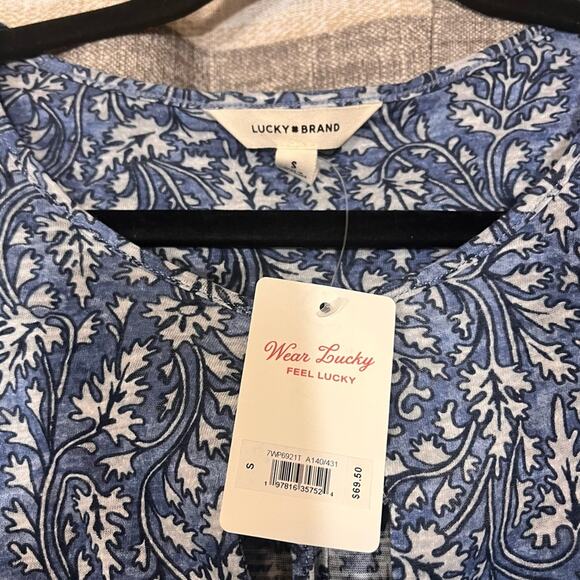 LUCKY BRAND
S
Wear Lucky
FEEL LUCKY
7WP6921T A140/431
S
1 97816 35752 4
$69.50